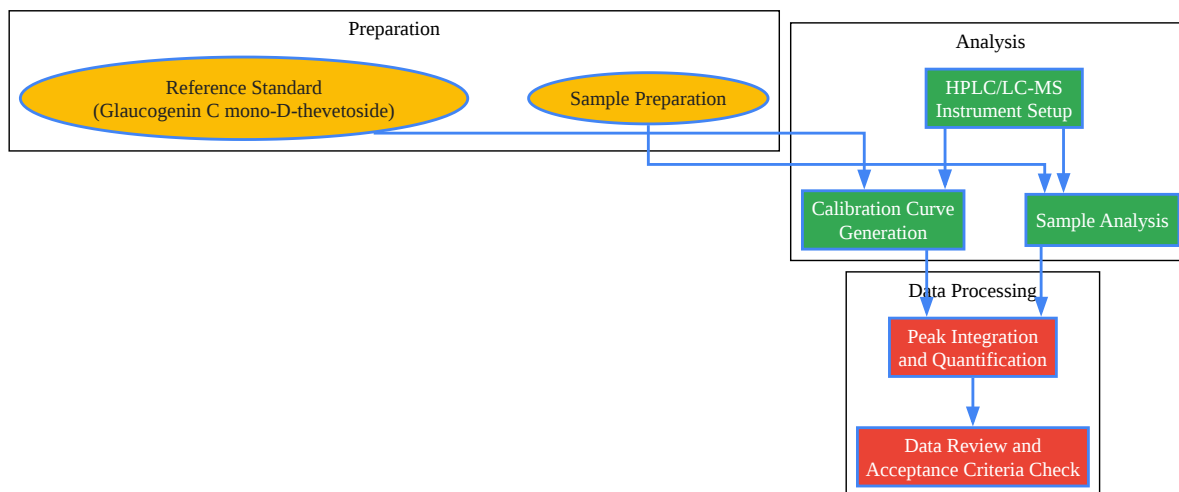 Preparation
Reference Standard
(Glaucogenin C mono-D-thevetoside)
Sample Preparation
Analysis
HPLC/LC-MS
Instrument Setup
Calibration Curve
Generation
Sample Analysis
Data Processing
Peak Integration
and Quantification
Data Review and
Acceptance Criteria Check